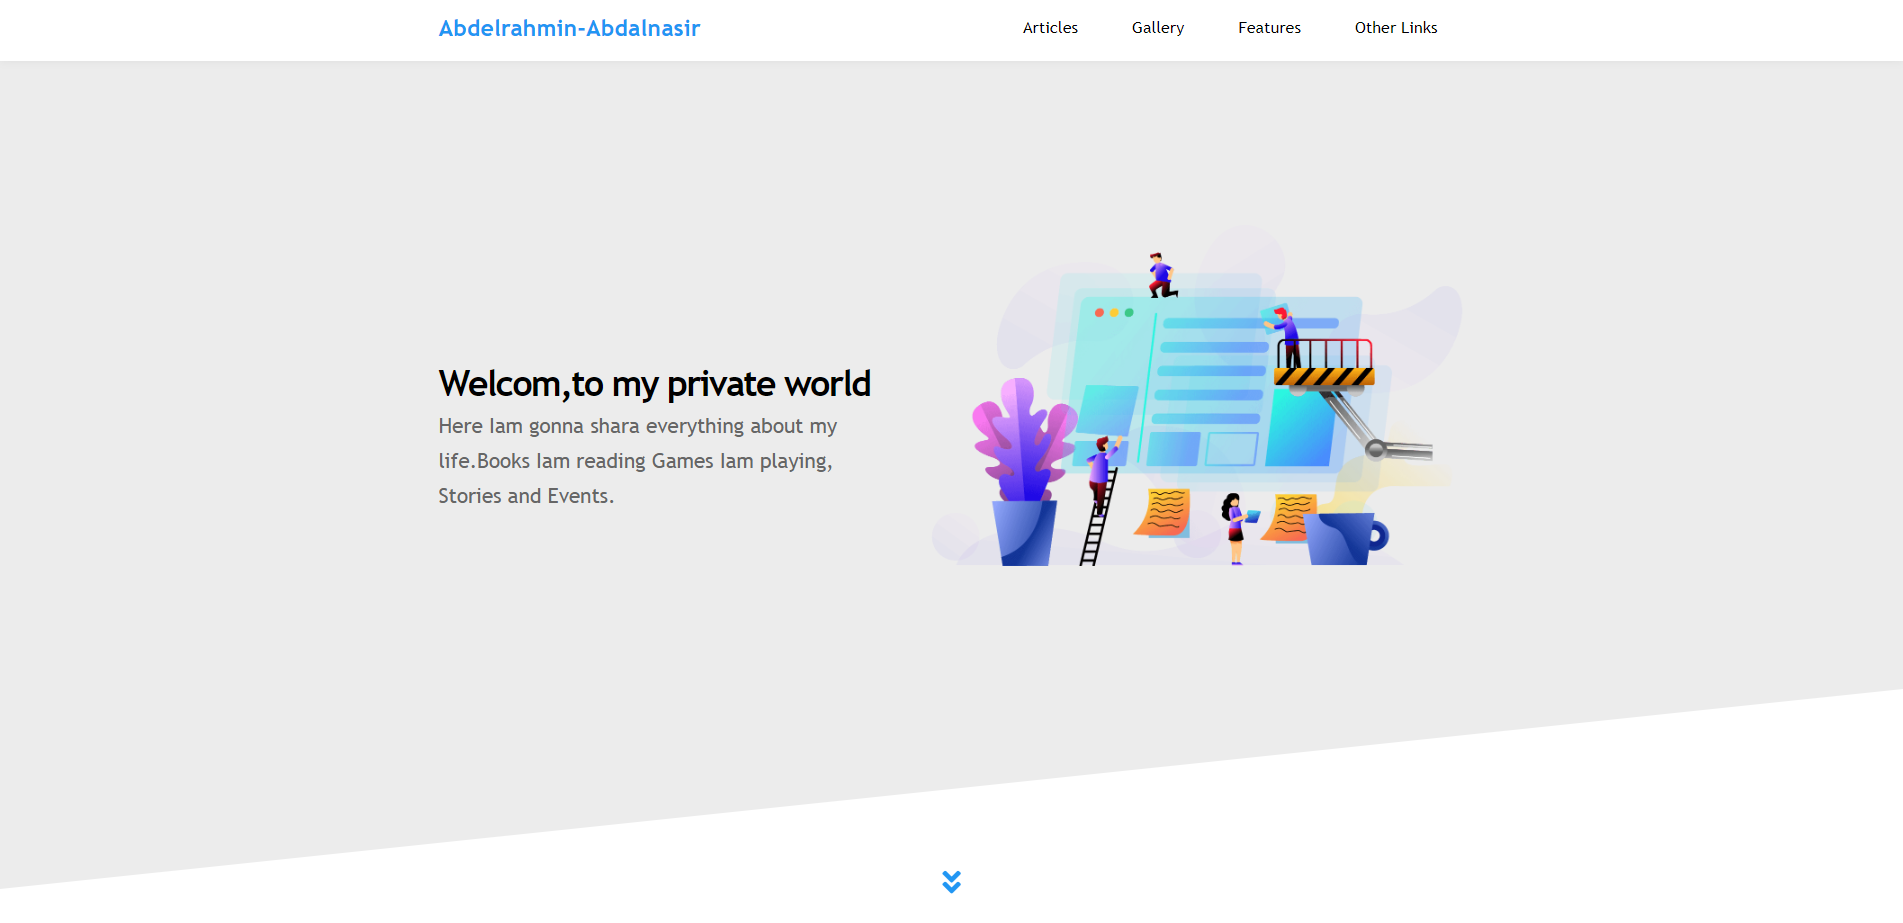 Abdelrahmin-Abdalnasir
Articles
Gallery
Features
Other Links
Welcom,to my private world
Here Iam gonna shara everything about my
life.Books Iam reading Games Iam playing,
Stories and Events.